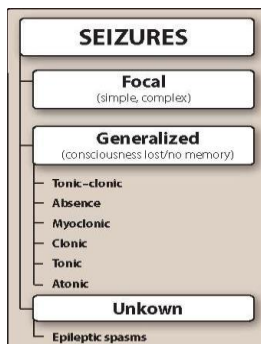 SEIZURES
Focal
(simple, complex)
Generalized
(consciousness lost/no memory)
Tonic-clonic
Absence
Myoclonic
Clonic
Tonic
Atonic
Unkown
Epileptic spasms